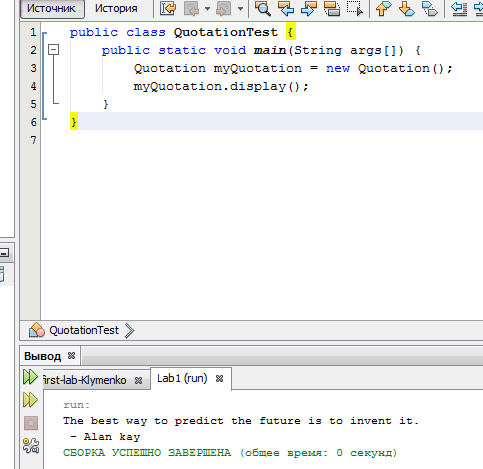 Источник История
1 public class QuotationTest {
2 public static void main(String args[]) {
3 Quotation myQuotation = new Quotation();
4 myQuotation.display();
5 }
6 }
7
QuotationTest
Вывод
first-lab-Klymenko Lab1 (run)
run:
The best way to predict the future is to invent it.
- Alan kay
СБОРКА УСПЕШНО ЗАВЕРШЕНА (общее время: 0 секунд)